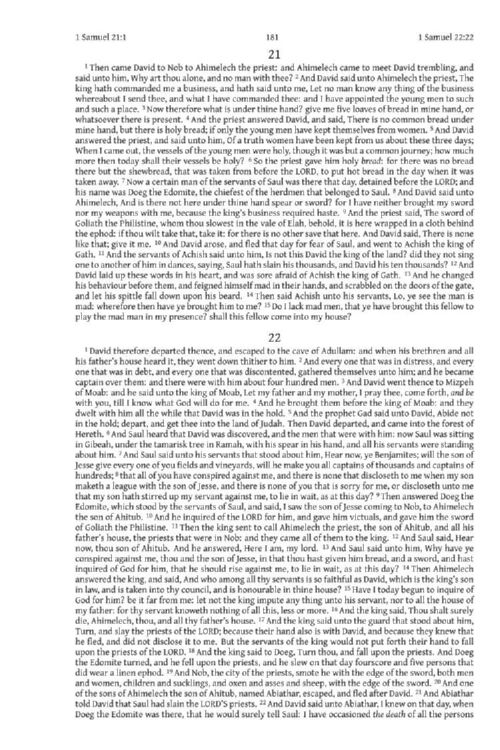 1 Samuel 21:1 181 1 Samuel 22:22
21
1 Then came David to Nob to Ahimelech the priest: and Ahimelech came to meet David trembling, and
said unto him, Why art thou alone, and no man with thee? 2 And David said unto Ahimelech the priest, The
king hath commanded me a business, and hath said unto me, Let no man know any thing of the business
whereabout I send thee, and what I have commanded thee: and I have appointed the young men to such
and such a place. 3 Now therefore what is under thine hand? give me five loaves of bread in mine hand, or
whatsoever there is present. 4 And the priest answered David, and said, There is no common bread under
mine hand, but there is holy bread; if only the young men have kept themselves from women. 5 And David
answered the priest, and said unto him, Of a truth women have been kept from us about these three days;
When I came out, the vessels of the young men were holy, though it was but a common journey; how much
more then today shall their vessels be holy? 6 So the priest gave him holy bread: for there was no bread
there but the shewbread, that was taken from before the LORD, to put hot bread in the day when it was
taken away. 7 Now a certain man of the servants of Saul was there that day, detained before the LORD; and
his name was Doeg the Edomite, the chiefest of the herdmen that belonged to Saul. 8 And David said unto
Ahimelech, And is there not here under thine hand spear or sword? for I have neither brought my sword
nor my weapons with me, because the king's business required haste. 9 And the priest said, The sword of
Goliath the Philistine, whom thou slowest in the vale of Elah, behold, it is here wrapped in a cloth behind
the ephod: if thou wilt take that, take it: for there is no other save that here. And David said, There is none
like that; give it me. 10 And David arose, and fled that day for fear of Saul, and went to Achish the king of
Gath. 11 And the servants of Achish said unto him, Is not this David the king of the land? did they not sing
one to another of him in dances, saying, Saul hath slain his thousands, and David his ten thousands? 12 And
David laid up these words in his heart, and was sore afraid of Achish the king of Gath. 13 And he changed
his behaviour before them, and feigned himself mad in their hands, and scrabbled on the doors of the gate,
and let his spittle fall down upon his beard. 14 Then said Achish unto his servants, Lo, ye see the man is
mad: wherefore then have ye brought him to me? 15 Do I lack mad men, that ye have brought this fellow to
play the mad man in my presence? shall this fellow come into my house?
22
1 David therefore departed thence, and escaped to the cave of Adullam: and when his brethren and all
his father's house heard it, they went down thither to him. 2 And every one that was in distress, and every
one that was in debt, and every one that was discontented, gathered themselves unto him; and he became
captain over them: and there were with him about four hundred men. 3 And David went thence to Mizpeh
of Moab: and he said unto the king of Moab, Let my father and my mother, I pray thee, come forth, and be
with you, till I know what God will do for me. 4 And he brought them before the king of Moab: and they
dwelt with him all the while that David was in the hold. 5 And the prophet Gad said unto David, Abide not
in the hold; depart, and get thee into the land of Judah. Then David departed, and came into the forest of
Hereth. 6 And Saul heard that David was discovered, and the men that were with him: now Saul was sitting
in Gibeah, under the tamarisk tree in Ramah, with his spear in his hand, and all his servants were standing
about him. 7 And Saul said unto his servants that stood about him, Hear now, ye Benjamites; will the son of
Jesse give every one of you fields and vineyards, will he make you all captains of thousands and captains of
hundreds; 8 that all of you have conspired against me, and there is none that discloseth to me when my son
maketh a league with the son of Jesse, and there is none of you that is sorry for me, or discloseth unto me
that my son hath stirred up my servant against me, to lie in wait, as at this day? 9 Then answered Doeg the
Edomite, which stood by the servants of Saul, and said, I saw the son of Jesse coming to Nob, to Ahimelech
the son of Ahitub. 10 And he inquired of the LORD for him, and gave him victuals, and gave him the sword
of Goliath the Philistine. 11 Then the king sent to call Ahimelech the priest, the son of Ahitub, and all his
father's house, the priests that were in Nob: and they came all of them to the king. 12 And Saul said, Hear
now, thou son of Ahitub. And he answered, Here I am, my lord. 13 And Saul said unto him, Why have ye
conspired against me, thou and the son of Jesse, in that thou hast given him bread, and a sword, and hast
inquired of God for him, that he should rise against me, to lie in wait, as at this day? 14 Then Ahimelech
answered the king, and said, And who among all thy servants is so faithful as David, which is the king's son
in law, and is taken into thy council, and is honourable in thine house? 15 Have I today begun to inquire of
God for him? be it far from me: let not the king impute any thing unto his servant, nor to all the house of
my father: for thy servant knoweth nothing of all this, less or more. 16 And the king said, Thou shalt surely
die, Ahimelech, thou, and all thy father's house. 17 And the king said unto the guard that stood about him,
Turn, and slay the priests of the LORD; because their hand also is with David, and because they knew that
he fled, and did not disclose it to me. But the servants of the king would not put forth their hand to fall
upon the priests of the LORD. 18 And the king said to Doeg, Turn thou, and fall upon the priests. And Doeg
the Edomite turned, and he fell upon the priests, and he slew on that day fourscore and five persons that
did wear a linen ephod. 19 And Nob, the city of the priests, smote he with the edge of the sword, both men
and women, children and sucklings, and oxen and asses and sheep, with the edge of the sword. 20 And one
of the sons of Ahimelech the son of Ahitub, named Abiathar, escaped, and fled after David. 21 And Abiathar
told David that Saul had slain the LORD'S priests. 22 And David said unto Abiathar, I knew on that day, when
Doeg the Edomite was there, that he would surely tell Saul: I have occasioned the death of all the persons